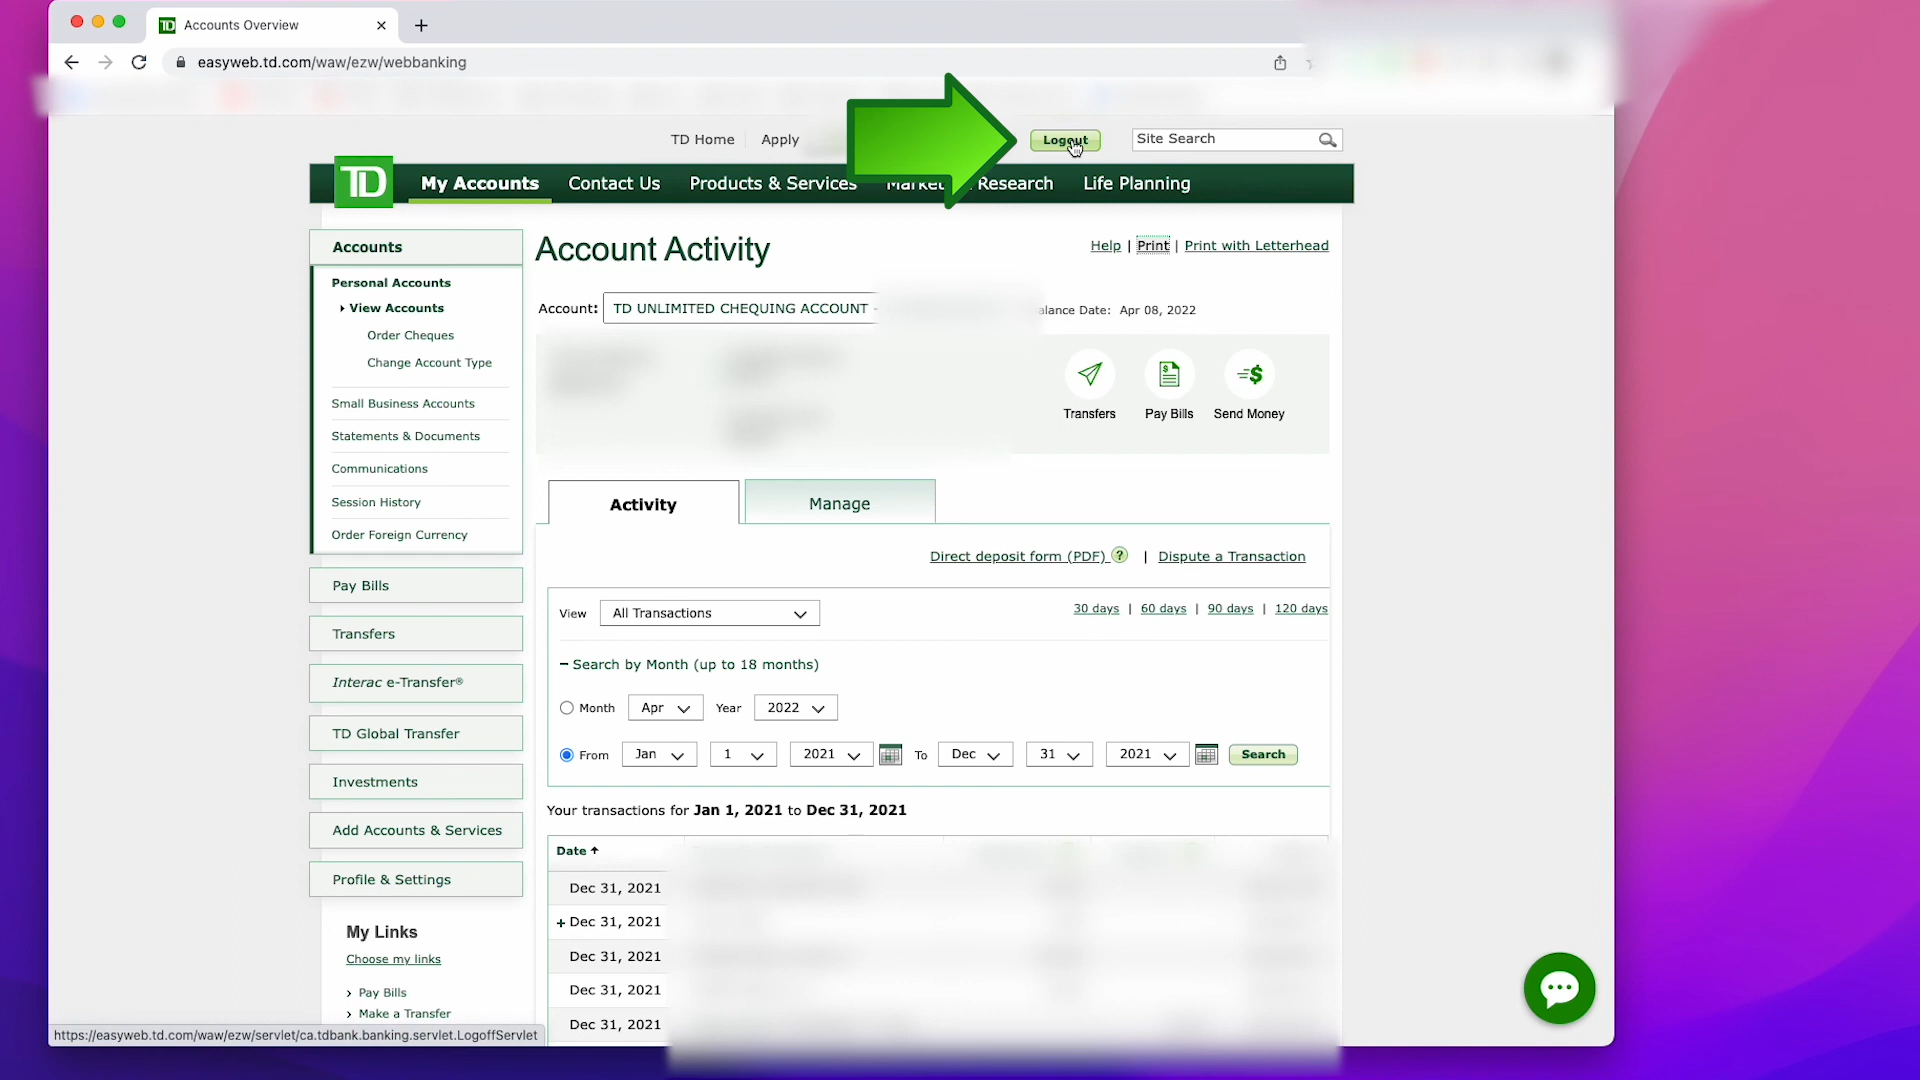 TD Accounts Overview
easyweb.td.com/waw/ezw/webbanking
TD Home Apply Logout Site Search
TD My Accounts Contact Us Products & Services Market Research Life Planning
Accounts
Personal Accounts
View Accounts
Order Cheques
Change Account Type
Small Business Accounts
Statements & Documents
Communications
Session History
Order Foreign Currency
Pay Bills
Transfers
Interac e-Transfer®
TD Global Transfer
Investments
Add Accounts & Services
Profile & Settings
My Links
Choose my links
› Pay Bills
› Make a Transfer
Account Activity
Help | Print | Print with Letterhead
Account: TD UNLIMITED CHEQUING ACCOUNT - alance Date: Apr 08, 2022
Transfers Pay Bills Send Money
Activity Manage
Direct deposit form (PDF) ? | Dispute a Transaction
View All Transactions 30 days | 60 days | 90 days | 120 days
– Search by Month (up to 18 months)
Month Apr Year 2022
From Jan 1 2021 To Dec 31 2021 Search
Your transactions for Jan 1, 2021 to Dec 31, 2021
Date
Dec 31, 2021
+ Dec 31, 2021
Dec 31, 2021
Dec 31, 2021
Dec 31, 2021
https://easyweb.td.com/waw/ezw/servlet/ca.tdbank.banking.servlet.LogoffServlet